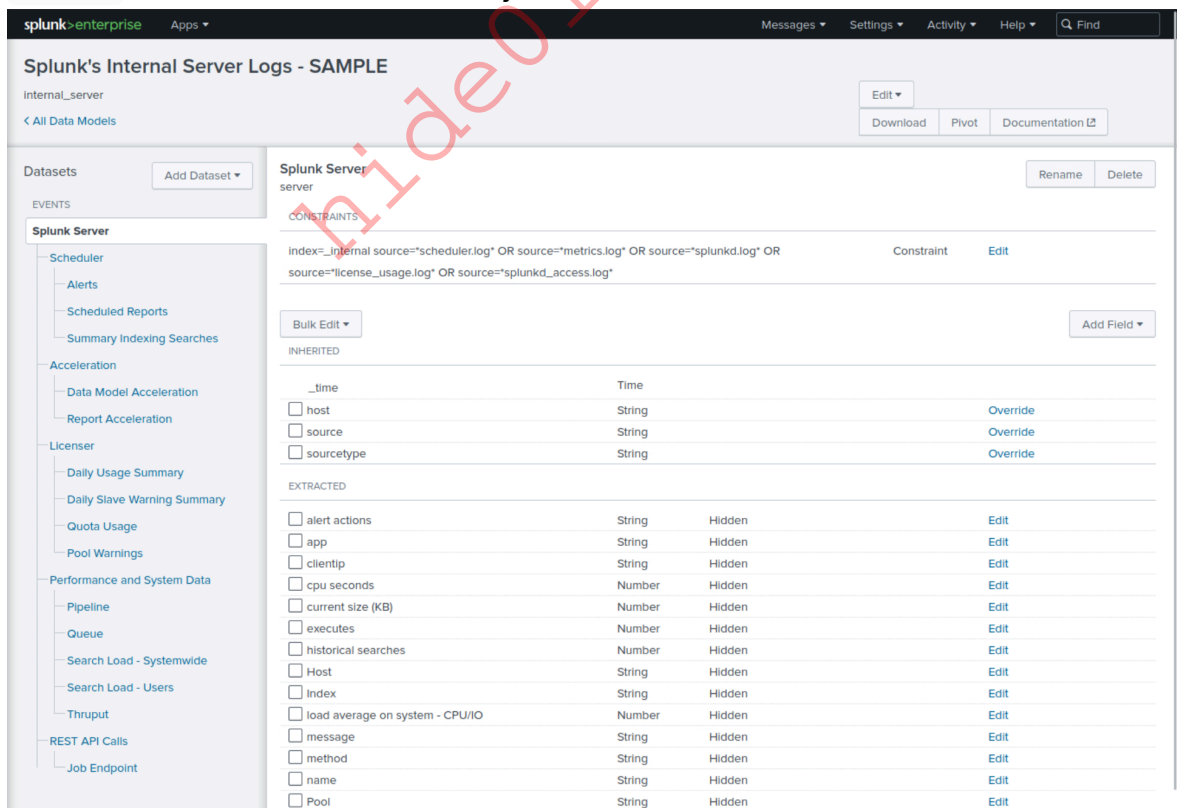 splunk>enterprise Apps ▾ Messages ▾ Settings ▾ Activity ▾ Help ▾ Find
Splunk's Internal Server Logs - SAMPLE
internal_server
< All Data Models
Edit ▾
Download Pivot Documentation
Datasets
Add Dataset ▾
EVENTS
Splunk Server
Scheduler
Alerts
Scheduled Reports
Summary Indexing Searches
Acceleration
Data Model Acceleration
Report Acceleration
Licenser
Daily Usage Summary
Daily Slave Warning Summary
Quota Usage
Pool Warnings
Performance and System Data
Pipeline
Queue
Search Load - Systemwide
Search Load - Users
Thruput
REST API Calls
Job Endpoint
Splunk Server
server
Rename Delete
CONSTRAINTS
index=_internal source=*scheduler.log* OR source=*metrics.log* OR source=*splunkd.log* OR Constraint Edit
source=*license_usage.log* OR source=*splunkd_access.log*
Bulk Edit ▾ Add Field ▾
INHERITED
_time Time
host String Override
source String Override
sourcetype String Override
EXTRACTED
alert actions String Hidden Edit
app String Hidden Edit
clientip String Hidden Edit
cpu seconds Number Hidden Edit
current size (KB) Number Hidden Edit
executes Number Hidden Edit
historical searches Number Hidden Edit
Host String Hidden Edit
Index String Hidden Edit
load average on system - CPU/IO Number Hidden Edit
message String Hidden Edit
method String Hidden Edit
name String Hidden Edit
Pool String Hidden Edit